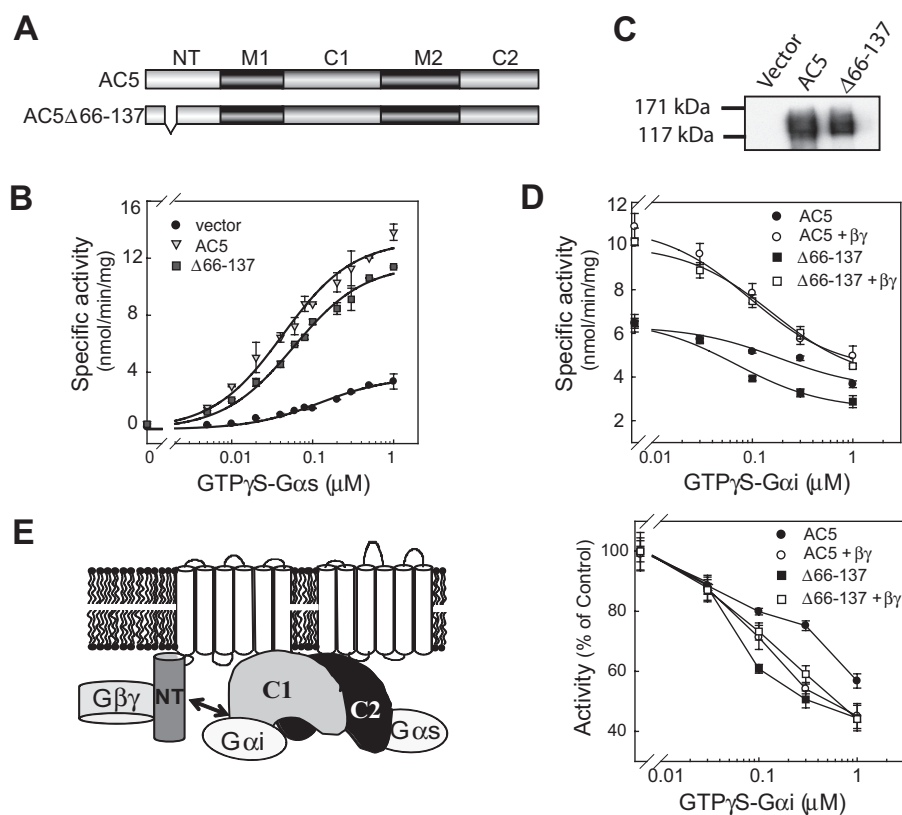 A
NT M1 C1 M2 C2
AC5
AC5Δ66-137
C
Vector
AC5
Δ66-137
171 kDa
117 kDa
B
Specific activity
(nmol/min/mg)
16
12
8
4
0
vector
AC5
Δ66-137
0 0.01 0.1 1
GTPγS-Gαs (μM)
D
Specific activity
(nmol/min/mg)
12
10
8
6
4
2
AC5
AC5 + βγ
Δ66-137
Δ66-137 + βγ
0.01 0.1 1
GTPγS-Gαi (μM)
E
Gβγ
NT
C1
C2
Gαi
Gαs
Activity (% of Control)
100
80
60
40
AC5
AC5 + βγ
Δ66-137
Δ66-137 + βγ
0.01 0.1 1
GTPγS-Gαi (μM)